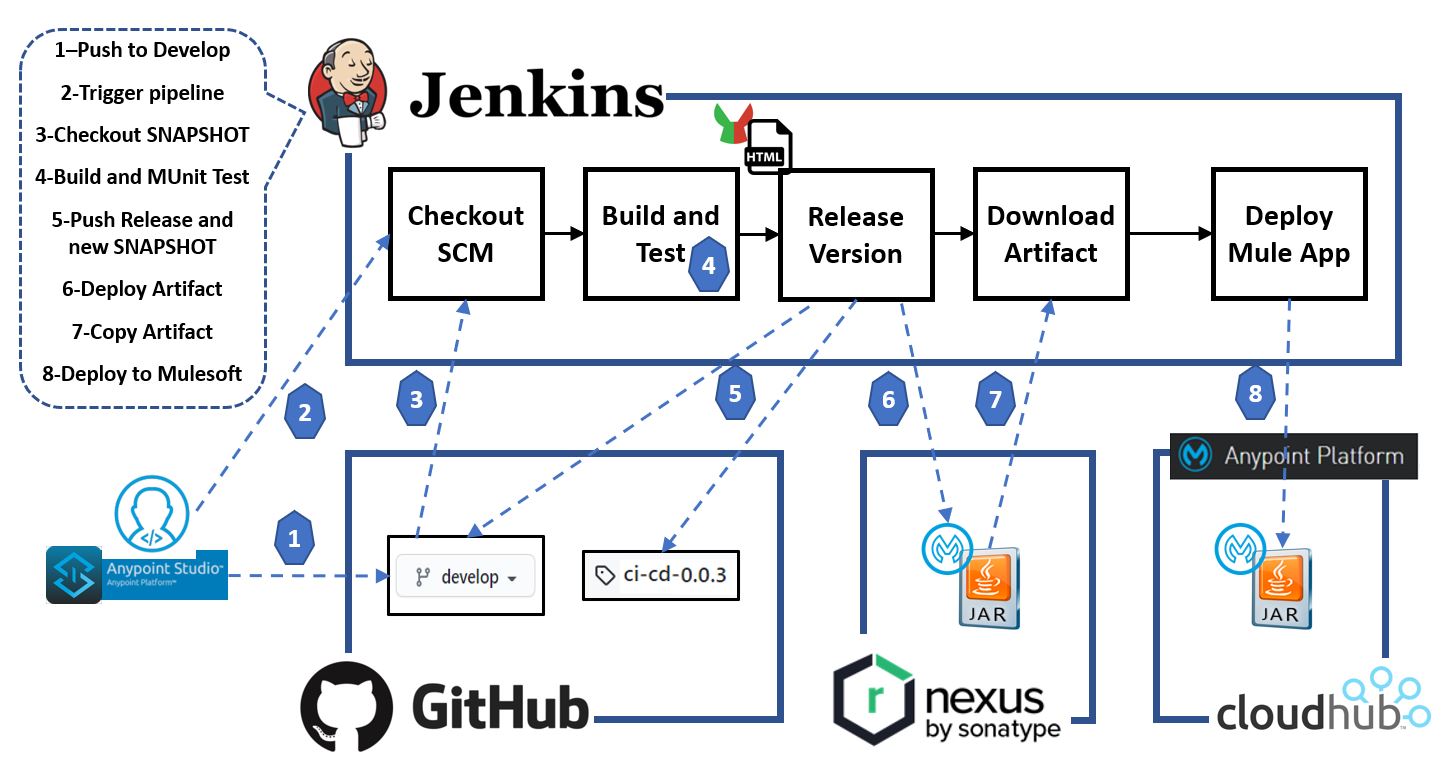 1–Push to Develop
2-Trigger pipeline
3-Checkout SNAPSHOT
4-Build and MUnit Test
5-Push Release and
new SNAPSHOT
6-Deploy Artifact
7-Copy Artifact
8-Deploy to Mulesoft
Jenkins
HTML
Checkout
SCM
Build and
Test
4
Release
Version
Download
Artifact
Deploy
Mule App
2
3
5
6
7
8
Anypoint Platform
1
Anypoint Studio™
Anypoint Platform™
develop
ci-cd-0.0.3
JAR
JAR
GitHub
r
nexus
by sonatype
cloudhub™